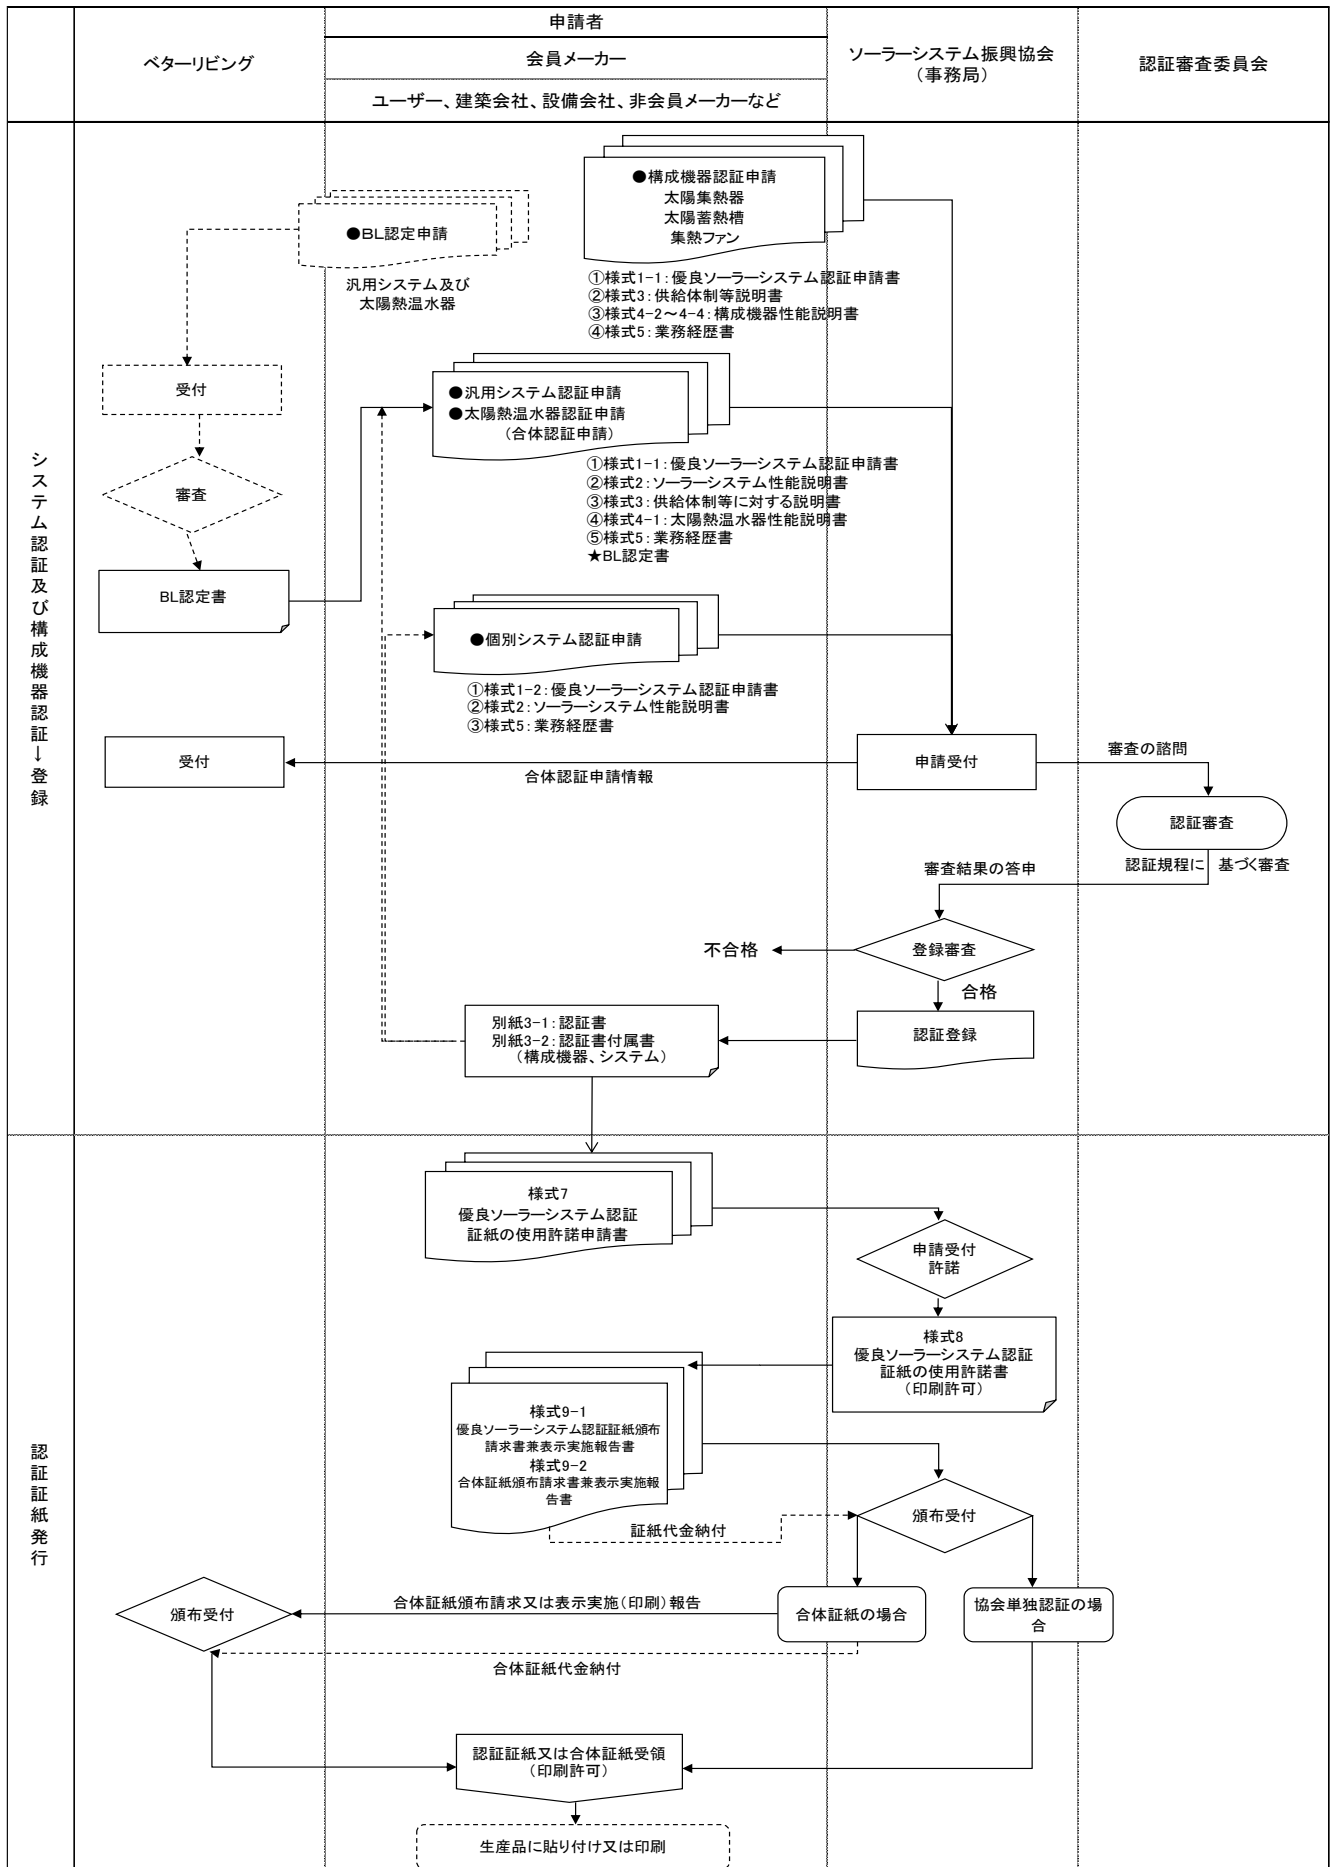 申請者
ベターリビング
会員メーカー
ソーラーシステム振興協会
（事務局）
認証審査委員会
ユーザー、建築会社、設備会社、非会員メーカーなど
システム認証及び構成機器認証→登録
●構成機器認証申請
太陽集熱器
太陽蓄熱槽
集熱ファン
●BL認定申請
汎用システム及び
太陽熱温水器
①様式1-1：優良ソーラーシステム認証申請書
②様式3：供給体制等説明書
③様式4-2～4-4：構成機器性能説明書
④様式5：業務経歴書
受付
●汎用システム認証申請
●太陽熱温水器認証申請
（合体認証申請）
①様式1-1：優良ソーラーシステム認証申請書
②様式2：ソーラーシステム性能説明書
③様式3：供給体制等に対する説明書
④様式4-1：太陽熱温水器性能説明書
⑤様式5：業務経歴書
★BL認定書
審査
BL認定書
●個別システム認証申請
①様式1-2：優良ソーラーシステム認証申請書
②様式2：ソーラーシステム性能説明書
③様式5：業務経歴書
受付
合体認証申請情報
申請受付
審査の諮問
認証審査
認証規程に 基づく審査
審査結果の答申
登録審査
不合格
合格
認証登録
別紙3-1：認証書
別紙3-2：認証書付属書
（構成機器、システム）
認証証紙発行
様式7
優良ソーラーシステム認証
証紙の使用許諾申請書
申請受付
許諾
様式8
優良ソーラーシステム認証
証紙の使用許諾書
（印刷許可）
様式9-1
優良ソーラーシステム認証証紙頒布
請求書兼表示実施報告書
様式9-2
合体証紙頒布請求書兼表示実施報
告書
証紙代金納付
頒布受付
頒布受付
合体証紙頒布請求又は表示実施（印刷）報告
合体証紙の場合
協会単独認証の場
合
合体証紙代金納付
認証証紙又は合体証紙受領
（印刷許可）
生産品に貼り付け又は印刷